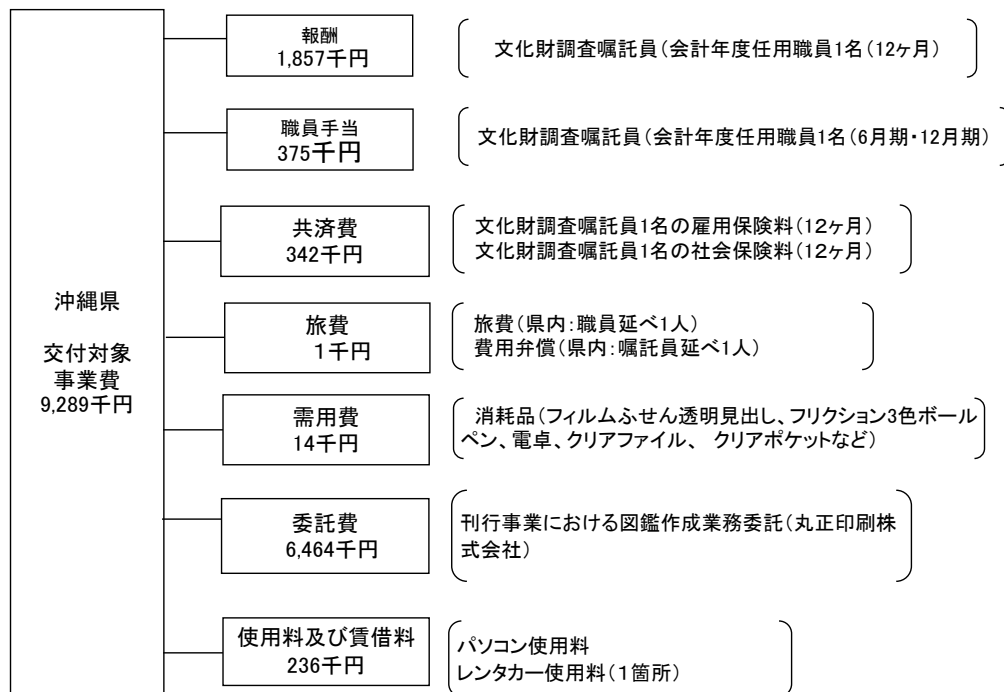 沖縄県
交付対象
事業費
9,289千円
報酬
1,857千円
文化財調査嘱託員(会計年度任用職員1名(12ヶ月)
職員手当
375千円
文化財調査嘱託員(会計年度任用職員1名(6月期・12月期)
共済費
342千円
文化財調査嘱託員1名の雇用保険料(12ヶ月)
文化財調査嘱託員1名の社会保険料(12ヶ月)
旅費
1千円
旅費(県内:職員延べ1人)
費用弁償(県内:嘱託員延べ1人)
需用費
14千円
消耗品(フィルムふせん透明見出し、フリクション3色ボール
ペン、電卓、クリアファイル、 クリアポケットなど)
委託費
6,464千円
刊行事業における図鑑作成業務委託(丸正印刷株
式会社)
使用料及び賃借料
236千円
パソコン使用料
レンタカー使用料(1箇所)